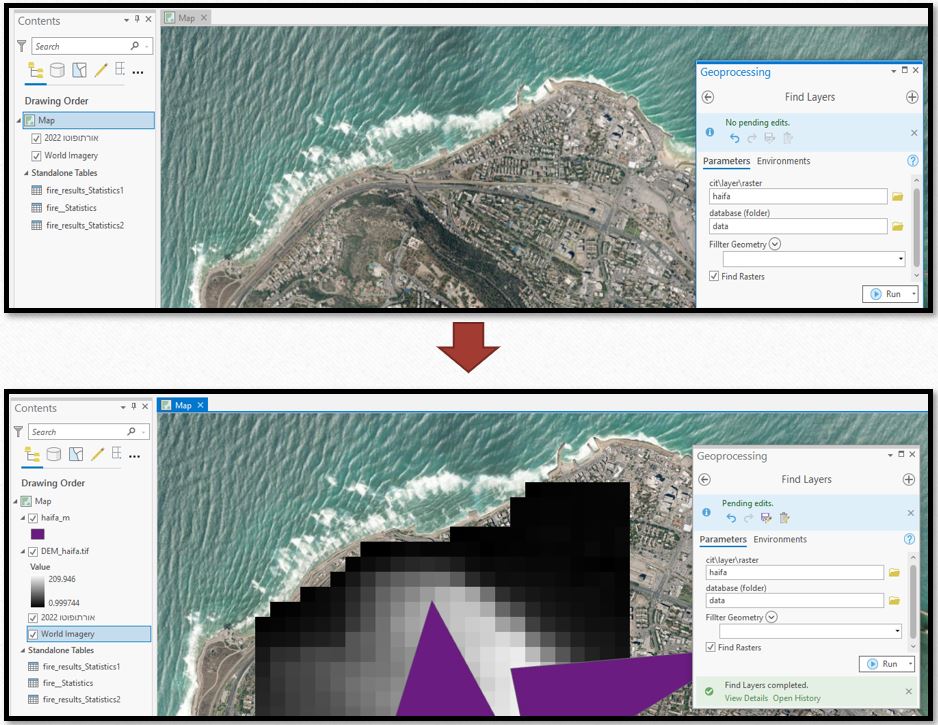 Contents
Search
Drawing Order
Map
אורתופוטו 2022
World Imagery
Standalone Tables
fire_results_Statistics1
fire__Statistics
fire_results_Statistics2
Map
Geoprocessing
Find Layers
No pending edits.
Parameters Environments
cit\layer\raster
haifa
database (folder)
data
Fillter Geometry
Find Rasters
Run
Contents
Search
Drawing Order
Map
haifa_m
DEM_haifa.tif
Value
209.946
0.999744
אורתופוטו 2022
World Imagery
Standalone Tables
fire_results_Statistics1
fire__Statistics
fire_results_Statistics2
Map
Geoprocessing
Find Layers
Pending edits.
Parameters Environments
cit\layer\raster
haifa
database (folder)
data
Fillter Geometry
Find Rasters
Run
Find Layers completed.
View Details Open History